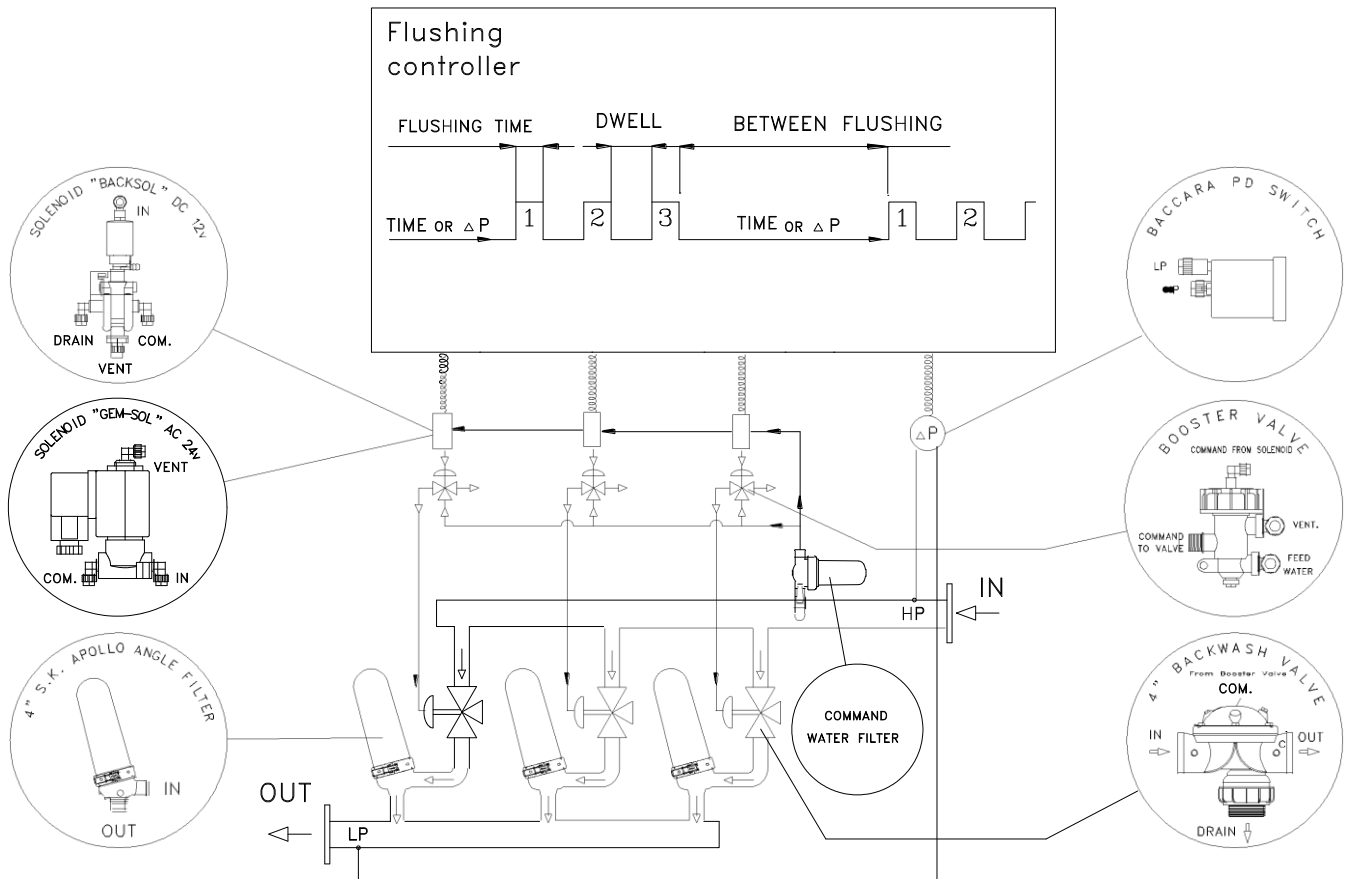 Flushing
controller
FLUSHING TIME
DWELL
BETWEEN FLUSHING
TIME OR △P
1
2
3
TIME OR △P
1
2
SOLENOID "BACKSOL" DC 12v
IN
DRAIN
COM.
VENT
SOLENOID "GEM-SOL" AC 24v
VENT
COM.
IN
4" S.K. APOLLO ANGLE FILTER
IN
OUT
BACCARA PD SWITCH
LP
△P
BOOSTER VALVE
COMMAND FROM SOLENOID
VENT.
COMMAND
TO VALVE
FEED
WATER
IN
HP
COMMAND
WATER FILTER
4" BACKWASH VALVE
From Booster Valve
COM.
IN
OUT
DRAIN
OUT
LP